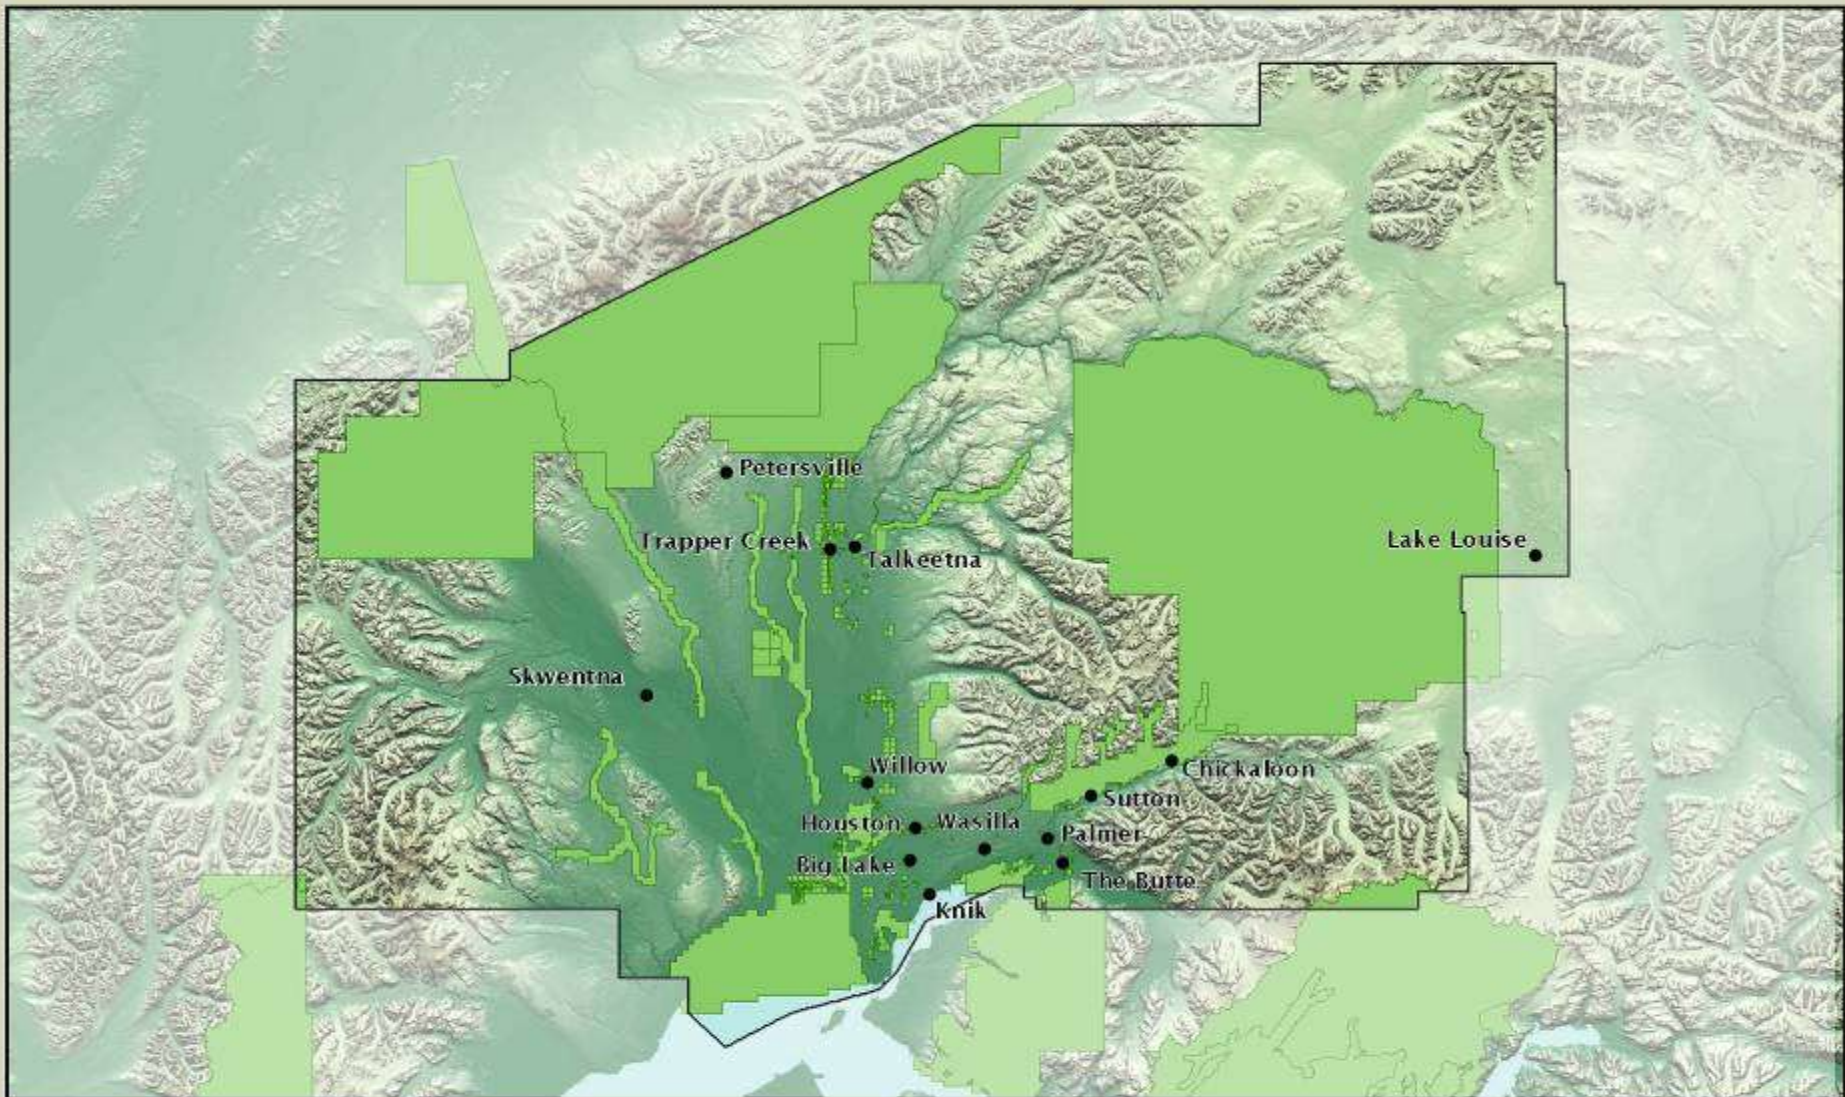 Petersville
Trapper Creek
Talkeetna
Lake Louise
Skwentna
Willow
Chickaloon
Sutton
Houston
Wasilla
Palmer
Big Lake
The Butte
Knik